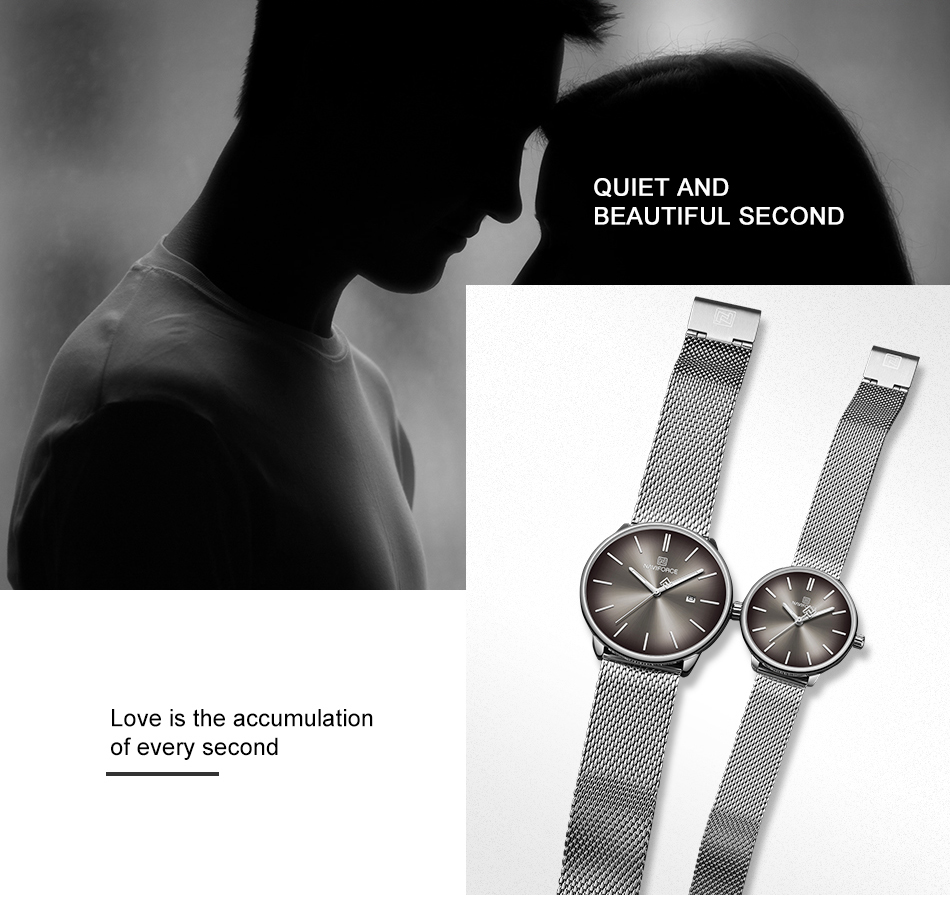 QUIET AND
BEAUTIFUL SECOND
NAVIFORCE
Love is the accumulation
of every second